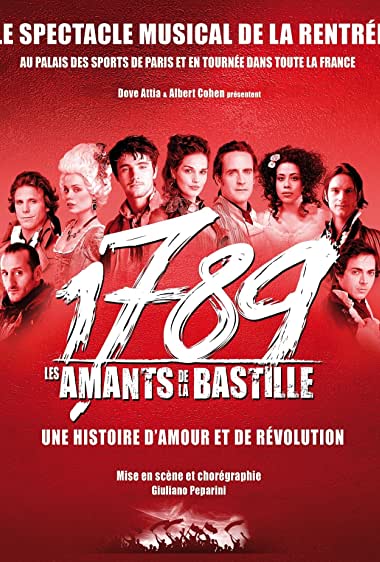 LE SPECTACLE MUSICAL DE LA RENTRÉE
AU PALAIS DES SPORTS DE PARIS ET EN TOURNÉE DANS TOUTE LA FRANCE
Dove Attia & Albert Cohen présentent
1789
LES AMANTS DE LA BASTILLE
UNE HISTOIRE D'AMOUR ET DE RÉVOLUTION
Mise en scène et chorégraphie
Giuliano Peparini